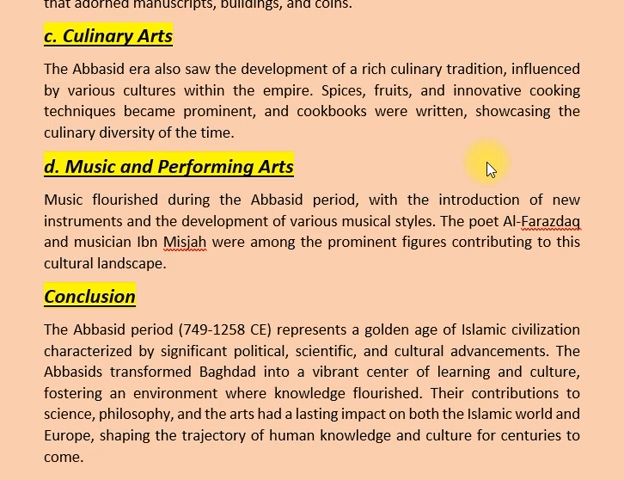 that adorned manuscripts, buildings, and coins.
c. Culinary Arts
The Abbasid era also saw the development of a rich culinary tradition, influenced
by various cultures within the empire. Spices, fruits, and innovative cooking
techniques became prominent, and cookbooks were written, showcasing the
culinary diversity of the time.
d. Music and Performing Arts
Music flourished during the Abbasid period, with the introduction of new
instruments and the development of various musical styles. The poet Al-Farazdaq
and musician Ibn Misjah were among the prominent figures contributing to this
cultural landscape.
Conclusion
The Abbasid period (749-1258 CE) represents a golden age of Islamic civilization
characterized by significant political, scientific, and cultural advancements. The
Abbasids transformed Baghdad into a vibrant center of learning and culture,
fostering an environment where knowledge flourished. Their contributions to
science, philosophy, and the arts had a lasting impact on both the Islamic world and
Europe, shaping the trajectory of human knowledge and culture for centuries to
come.